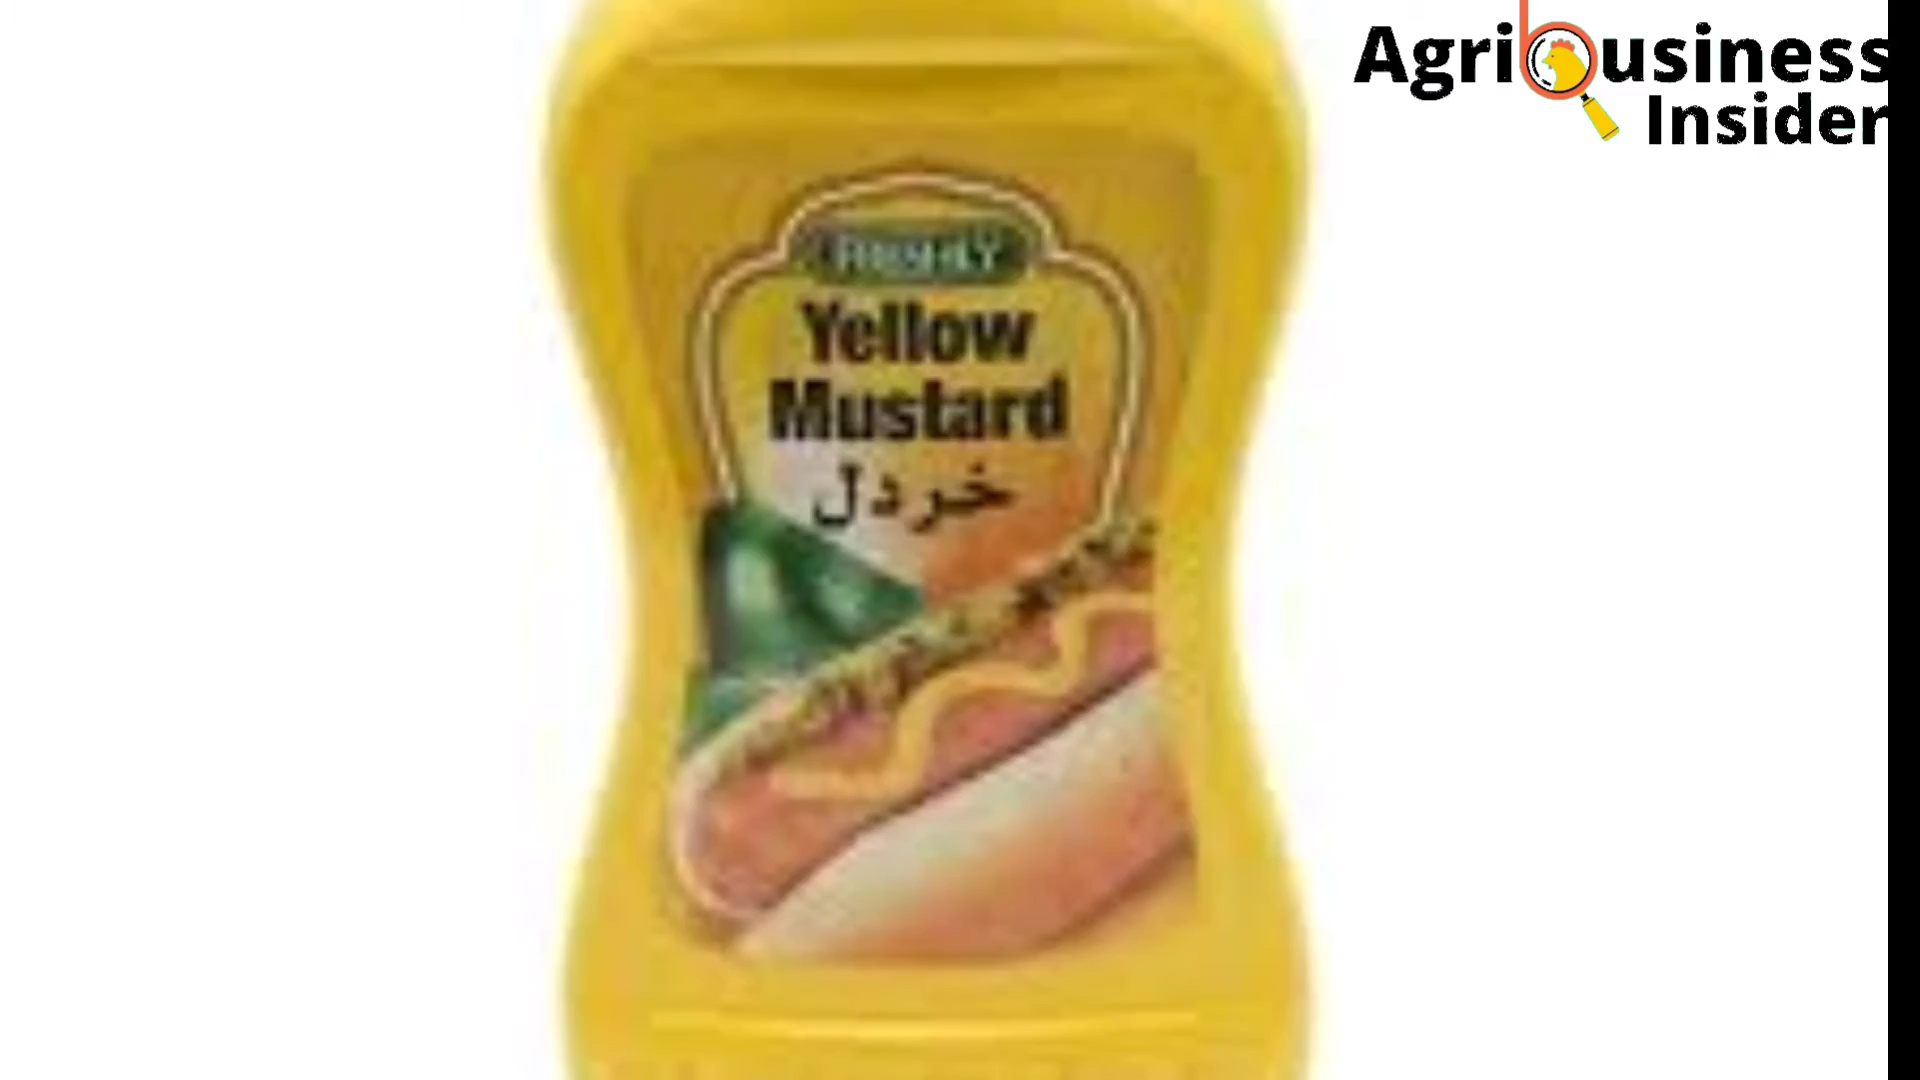 Agribusiness
Insider
FRESHLY
Yellow
Mustard
خردل